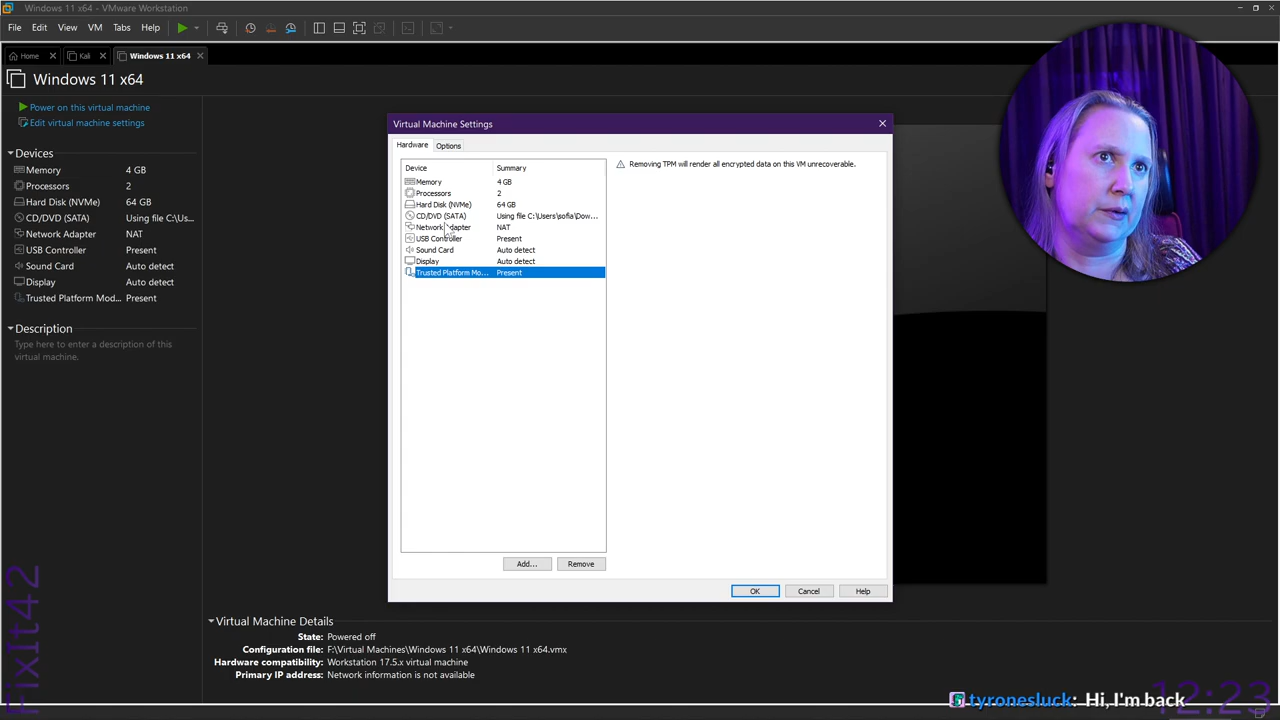 Windows 11 x64 - VMware Workstation
File Edit View VM Tabs Help
Home Kali Windows 11 x64
Windows 11 x64
Power on this virtual machine
Edit virtual machine settings
Devices
Memory 4 GB
Processors 2
Hard Disk (NVMe) 64 GB
CD/DVD (SATA) Using file C:\Us...
Network Adapter NAT
USB Controller Present
Sound Card Auto detect
Display Auto detect
Trusted Platform Mod... Present
Description
Type here to enter a description of this
virtual machine.
Virtual Machine Settings
Hardware Options
Device Summary
Memory 4 GB
Processors 2
Hard Disk (NVMe) 64 GB
CD/DVD (SATA) Using file C:\Users\sofia\Dow...
Network Adapter NAT
USB Controller Present
Sound Card Auto detect
Display Auto detect
Trusted Platform Mo... Present
Removing TPM will render all encrypted data on this VM unrecoverable.
Add... Remove
OK Cancel Help
Virtual Machine Details
State: Powered off
Configuration file: F:\Virtual Machines\Windows 11 x64\Windows 11 x64.vmx
Hardware compatibility: Workstation 17.5.x virtual machine
Primary IP address: Network information is not available
FixIt42
12:23
tyronesluck: Hi, I'm back